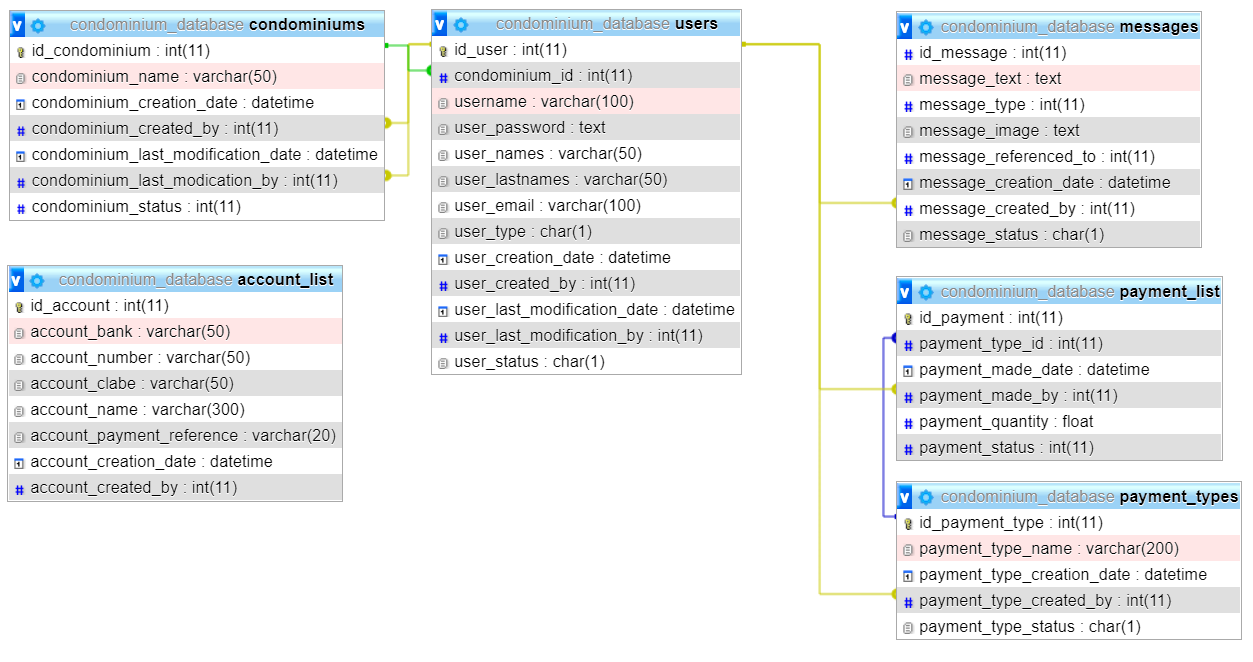 v condominium_database condominiums
id_condominium : int(11)
condominium_name : varchar(50)
condominium_creation_date : datetime
# condominium_created_by : int(11)
condominium_last_modification_date : datetime
# condominium_last_modication_by : int(11)
# condominium_status : int(11)
v condominium_database account_list
id_account : int(11)
account_bank : varchar(50)
account_number : varchar(50)
account_clabe : varchar(50)
account_name : varchar(300)
account_payment_reference : varchar(20)
account_creation_date : datetime
# account_created_by : int(11)
v condominium_database users
id_user : int(11)
# condominium_id : int(11)
username : varchar(100)
user_password : text
user_names : varchar(50)
user_lastnames : varchar(50)
user_email : varchar(100)
user_type : char(1)
user_creation_date : datetime
# user_created_by : int(11)
user_last_modification_date : datetime
# user_last_modification_by : int(11)
user_status : char(1)
v condominium_database messages
# id_message : int(11)
message_text : text
# message_type : int(11)
message_image : text
# message_referenced_to : int(11)
message_creation_date : datetime
# message_created_by : int(11)
message_status : char(1)
v condominium_database payment_list
id_payment : int(11)
# payment_type_id : int(11)
payment_made_date : datetime
# payment_made_by : int(11)
# payment_quantity : float
# payment_status : int(11)
v condominium_database payment_types
id_payment_type : int(11)
payment_type_name : varchar(200)
payment_type_creation_date : datetime
# payment_type_created_by : int(11)
payment_type_status : char(1)